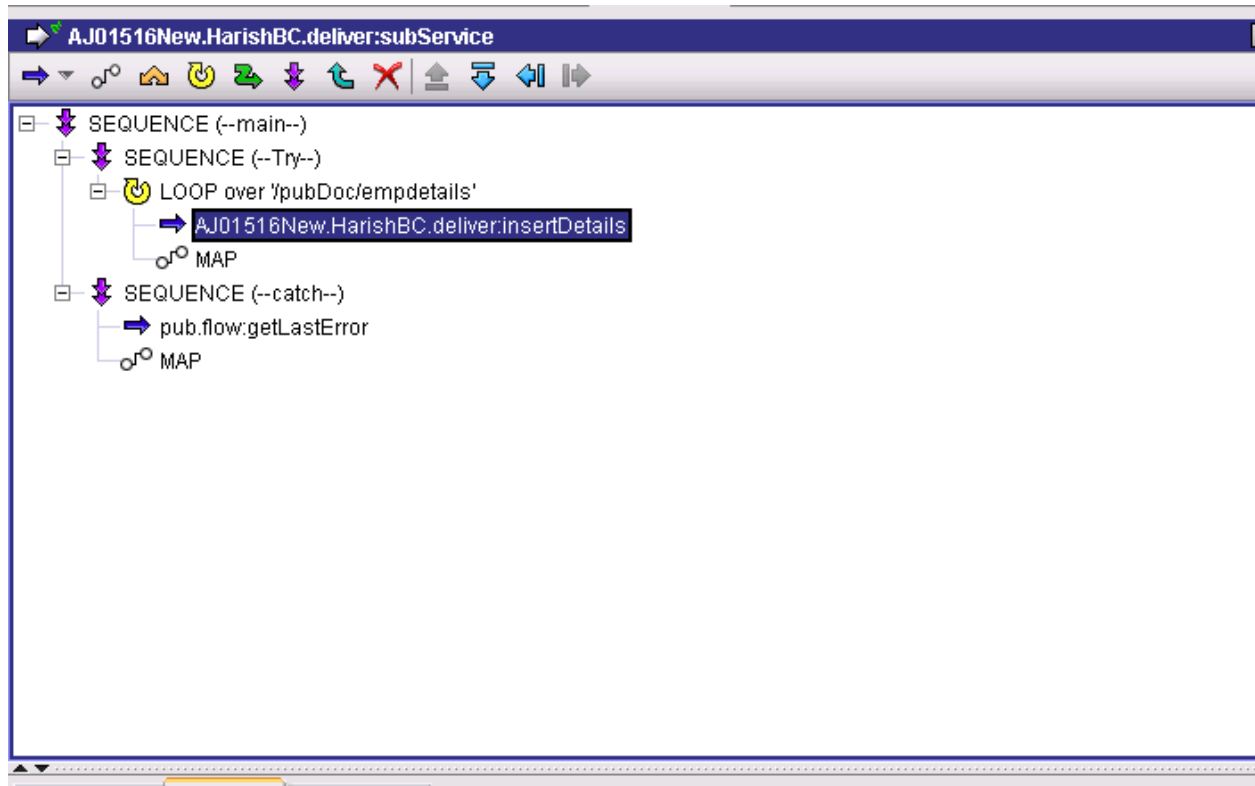 AJ01516New.HarishBC.deliver:subService
SEQUENCE (--main--)
SEQUENCE (--Try--)
LOOP over '/pubDoc/empdetails'
AJ01516New.HarishBC.deliver:insertDetails
MAP
SEQUENCE (--catch--)
pub.flow:getLastError
MAP